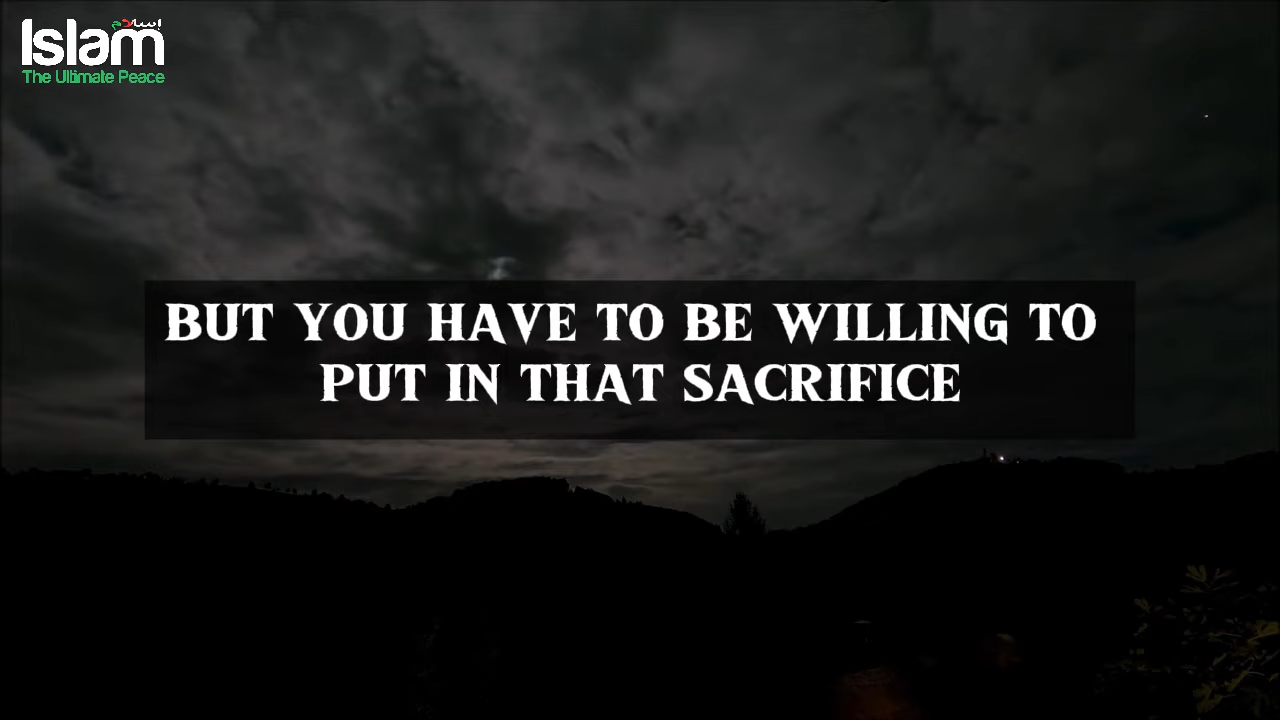 اسلام
Islam
The Ultimate Peace
BUT YOU HAVE TO BE WILLING TO
PUT IN THAT SACRIFICE